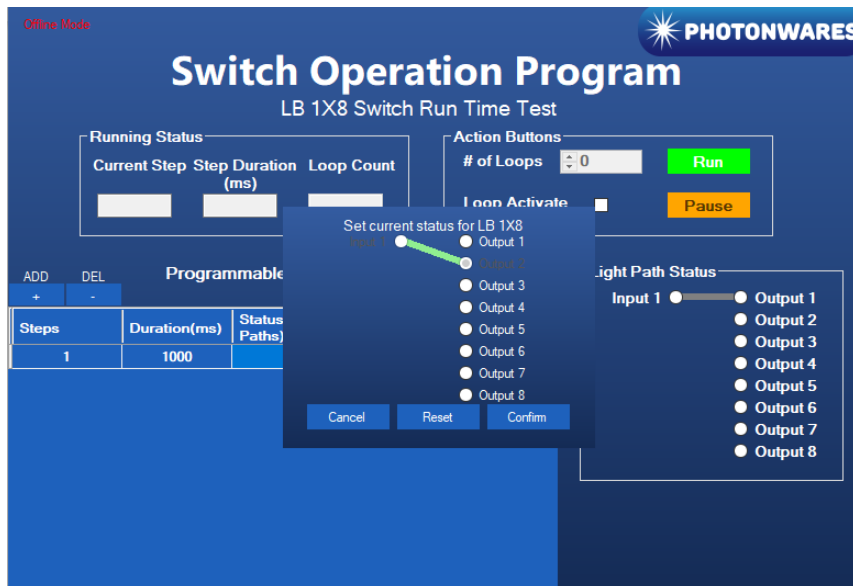 Offline Mode
PHOTONWARES
Switch Operation Program
LB 1X8 Switch Run Time Test
Running Status
Current Step Step Duration (ms) Loop Count
Action Buttons
# of Loops 0 Run
Loop Activate Pause
Set current status for LB 1X8
Input 1 Output 1
Output 2
Output 3
Output 4
Output 5
Output 6
Output 7
Output 8
Cancel Reset Confirm
ADD DEL Programmable
+ -
Steps Duration(ms) Status Paths)
1 1000
Light Path Status
Input 1 Output 1
Output 2
Output 3
Output 4
Output 5
Output 6
Output 7
Output 8